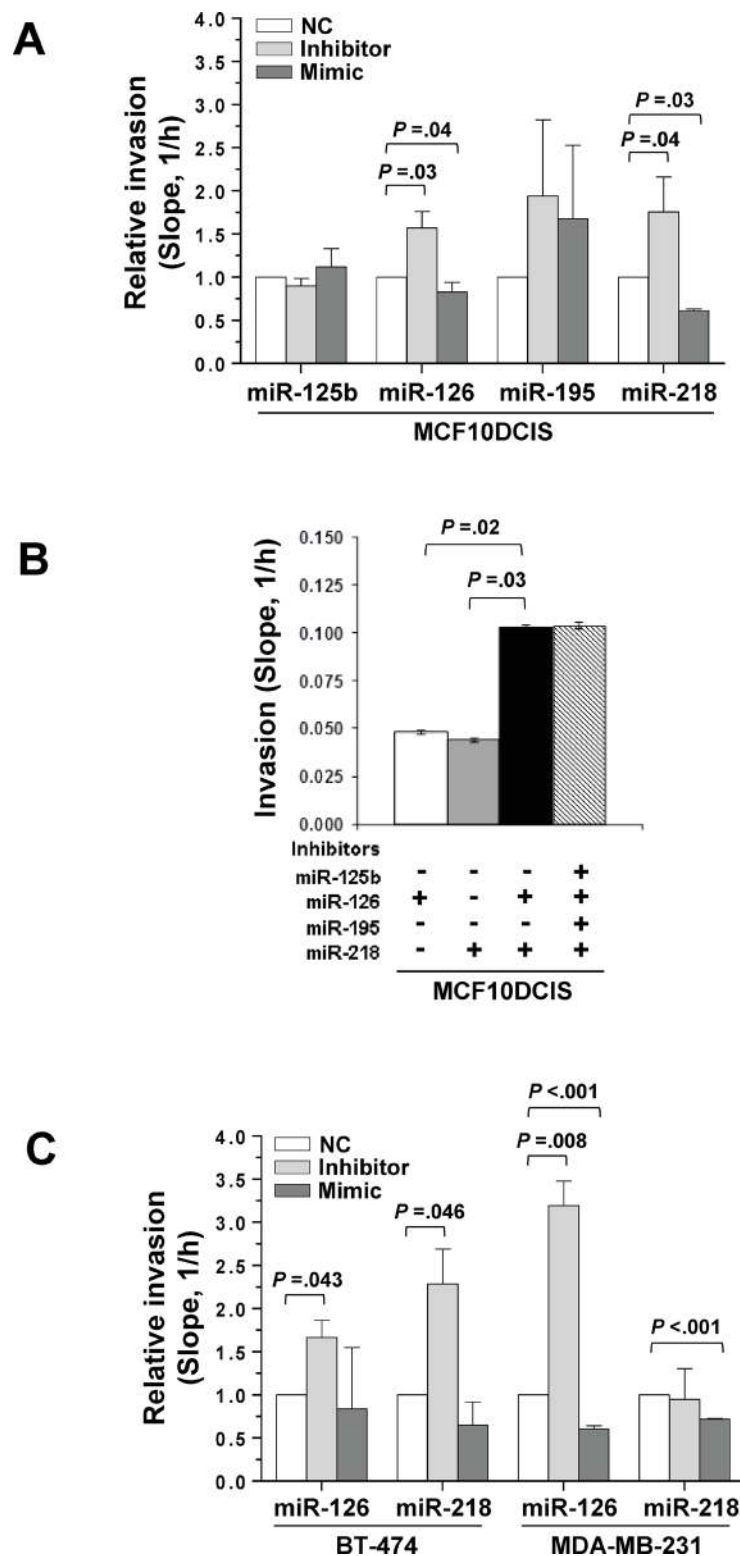 A
NC
Inhibitor
Mimic
Relative invasion
(Slope, 1/h)
4.0
3.5
3.0
2.5
2.0
1.5
1.0
0.5
0.0
P =.04
P =.03
P =.03
P =.04
miR-125b miR-126 miR-195 miR-218
MCF10DCIS
B
Invasion (Slope, 1/h)
0.150
0.125
0.100
0.075
0.050
0.025
0.000
P =.02
P =.03
Inhibitors
miR-125b - - - +
miR-126 + - + +
miR-195 - - - +
miR-218 - + + +
MCF10DCIS
C
NC
Inhibitor
Mimic
Relative invasion
(Slope, 1/h)
4.0
3.5
3.0
2.5
2.0
1.5
1.0
0.5
0.0
P =.043
P =.046
P <.001
P =.008
P <.001
miR-126 miR-218 miR-126 miR-218
BT-474 MDA-MB-231